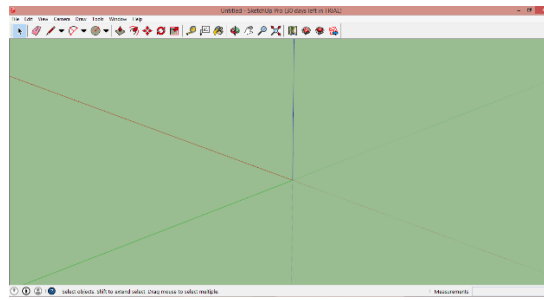 Untitled - SketchUp Pro (30 days left in TRIAL)
File Edit View Camera Draw Tools Window Help
Select objects. Shift to extend select. Drag mouse to select multiple.
Measurements